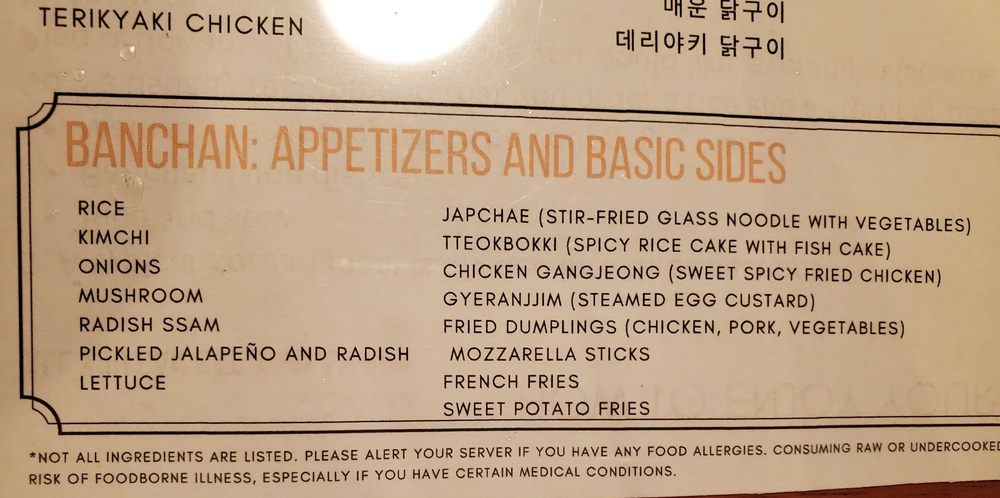 매운 닭구이
TERIKYAKI CHICKEN
데리야키 닭구이
BANCHAN: APPETIZERS AND BASIC SIDES
RICE
KIMCHI
ONIONS
MUSHROOM
RADISH SSAM
PICKLED JALAPEÑO AND RADISH
LETTUCE
JAPCHAE (STIR-FRIED GLASS NOODLE WITH VEGETABLES)
TTEOKBOKKI (SPICY RICE CAKE WITH FISH CAKE)
CHICKEN GANGJEONG (SWEET SPICY FRIED CHICKEN)
GYERANJJIM (STEAMED EGG CUSTARD)
FRIED DUMPLINGS (CHICKEN, PORK, VEGETABLES)
MOZZARELLA STICKS
FRENCH FRIES
SWEET POTATO FRIES
*NOT ALL INGREDIENTS ARE LISTED. PLEASE ALERT YOUR SERVER IF YOU HAVE ANY FOOD ALLERGIES. CONSUMING RAW OR UNDERCOOKED
RISK OF FOODBORNE ILLNESS, ESPECIALLY IF YOU HAVE CERTAIN MEDICAL CONDITIONS.